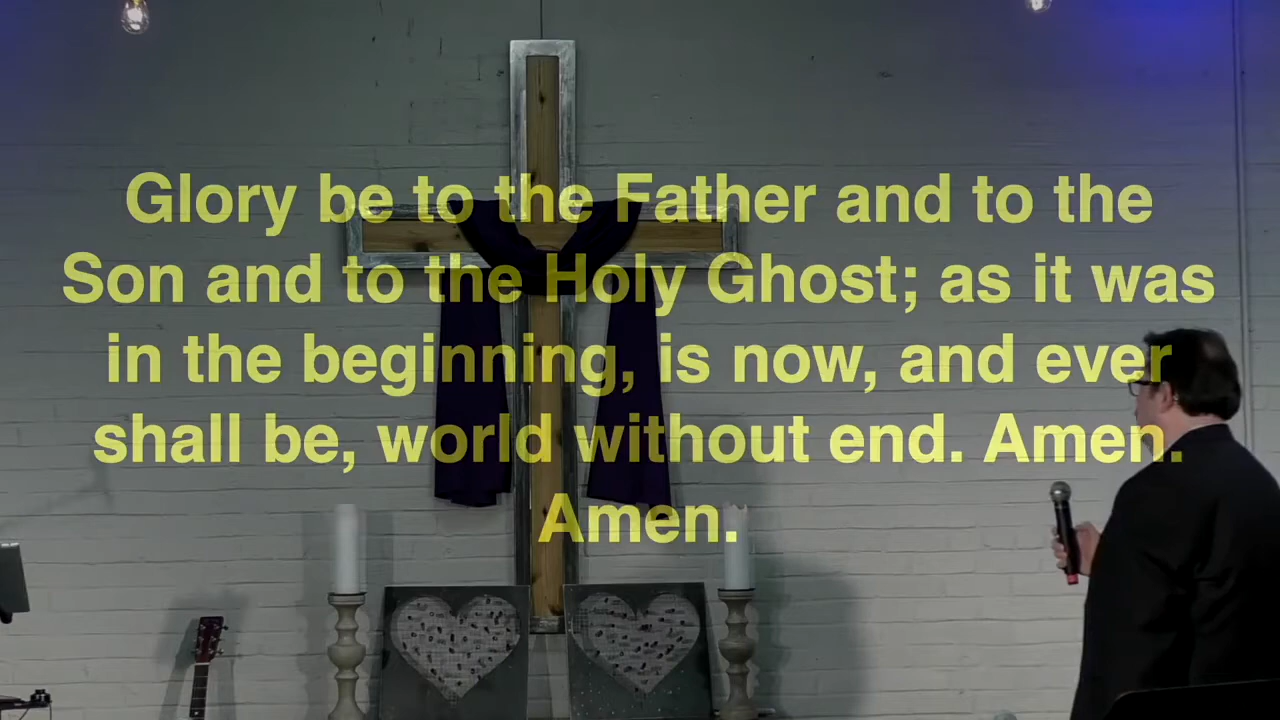 Glory be to the Father and to the
Son and to the Holy Ghost; as it was
in the beginning, is now, and ever
shall be, world without end. Amen.
Amen.